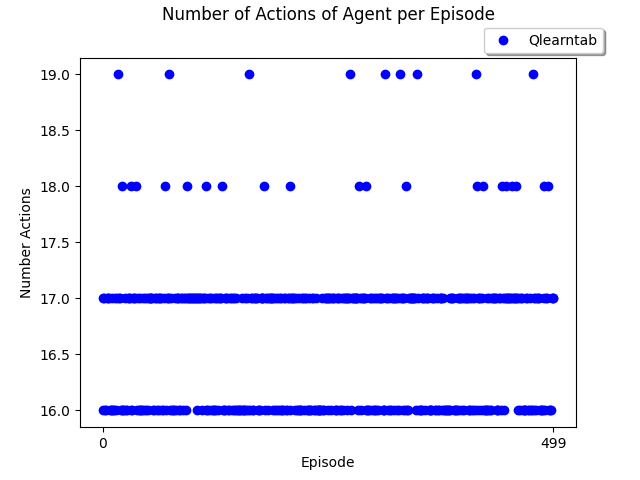 Number of Actions of Agent per Episode
Qlearntab
19.0
18.5
18.0
17.5
17.0
16.5
16.0
Number Actions
0
499
Episode